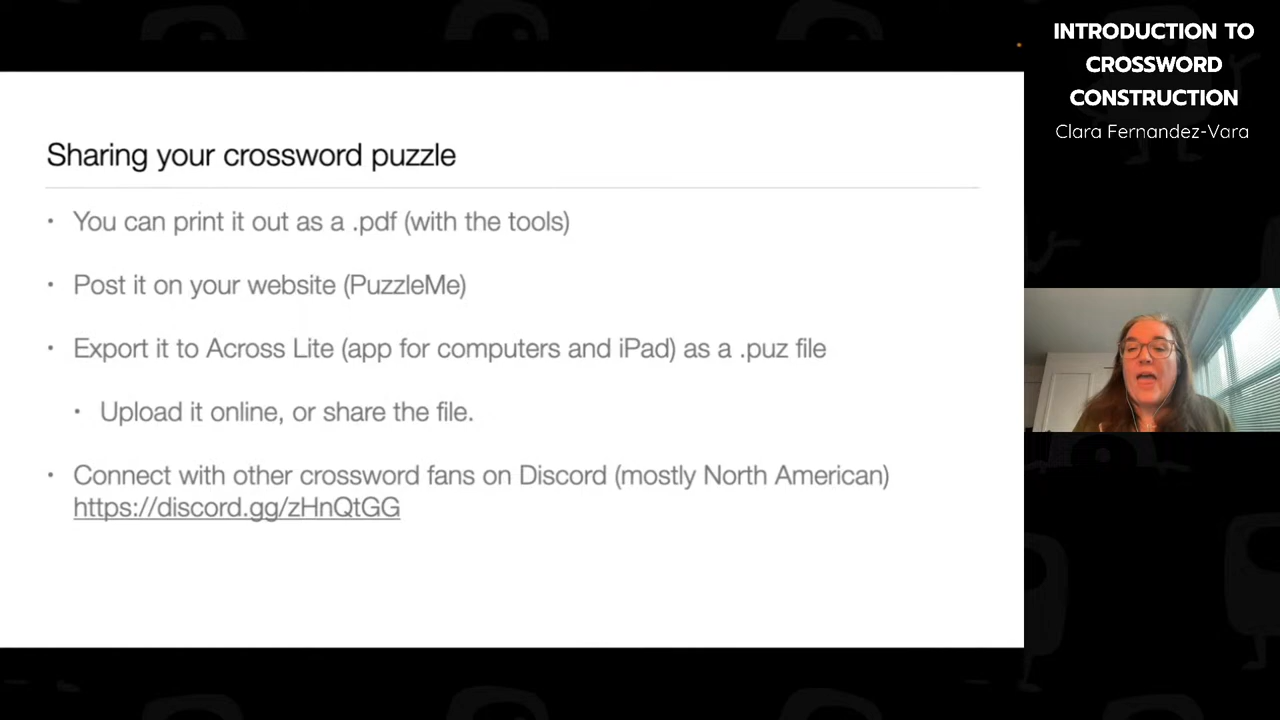 INTRODUCTION TO
CROSSWORD
CONSTRUCTION
Clara Fernandez-Vara
Sharing your crossword puzzle
• You can print it out as a .pdf (with the tools)
• Post it on your website (PuzzleMe)
• Export it to Across Lite (app for computers and iPad) as a .puz file
• Upload it online, or share the file.
• Connect with other crossword fans on Discord (mostly North American)
https://discord.gg/zHnQtGG